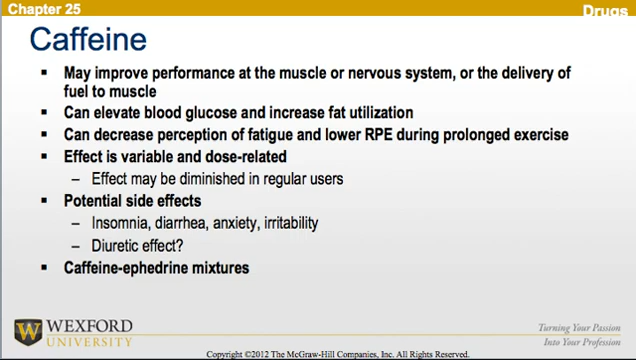 Chapter 25
Drugs
Caffeine
▪ May improve performance at the muscle or nervous system, or the delivery of
fuel to muscle
▪ Can elevate blood glucose and increase fat utilization
▪ Can decrease perception of fatigue and lower RPE during prolonged exercise
▪ Effect is variable and dose-related
– Effect may be diminished in regular users
▪ Potential side effects
– Insomnia, diarrhea, anxiety, irritability
– Diuretic effect?
▪ Caffeine-ephedrine mixtures
W
WEXFORD
UNIVERSITY
Turning Your Passion
Into Your Profession
Copyright ©2012 The McGraw-Hill Companies, Inc. All Rights Reserved.